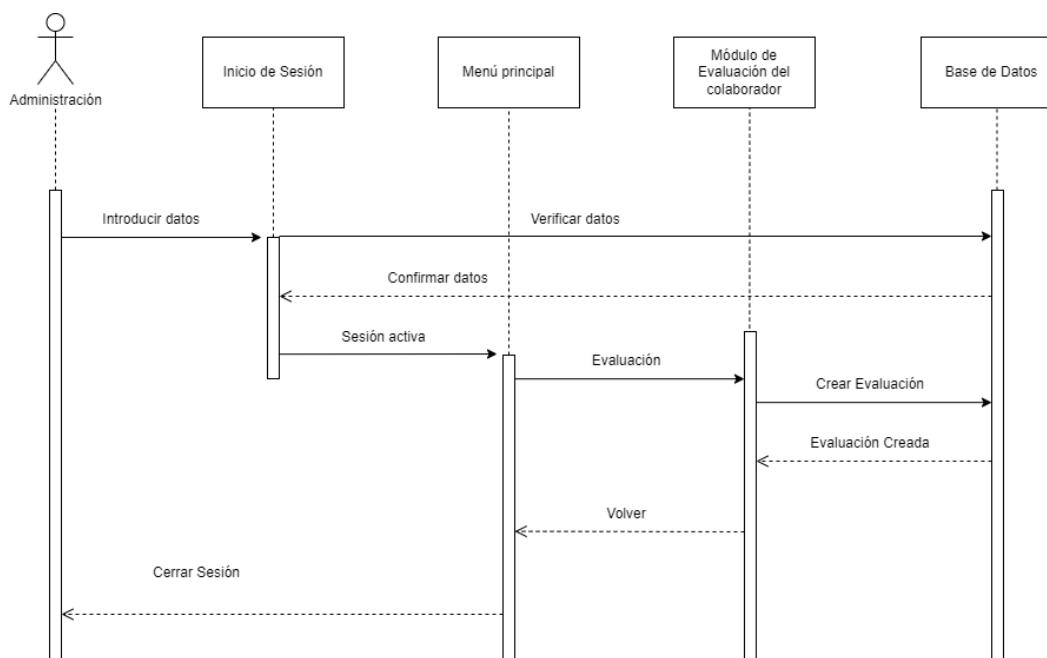 Administración
Inicio de Sesión
Menú principal
Módulo de
Evaluación del
colaborador
Base de Datos
Introducir datos
Verificar datos
Confirmar datos
Sesión activa
Evaluación
Crear Evaluación
Evaluación Creada
Volver
Cerrar Sesión